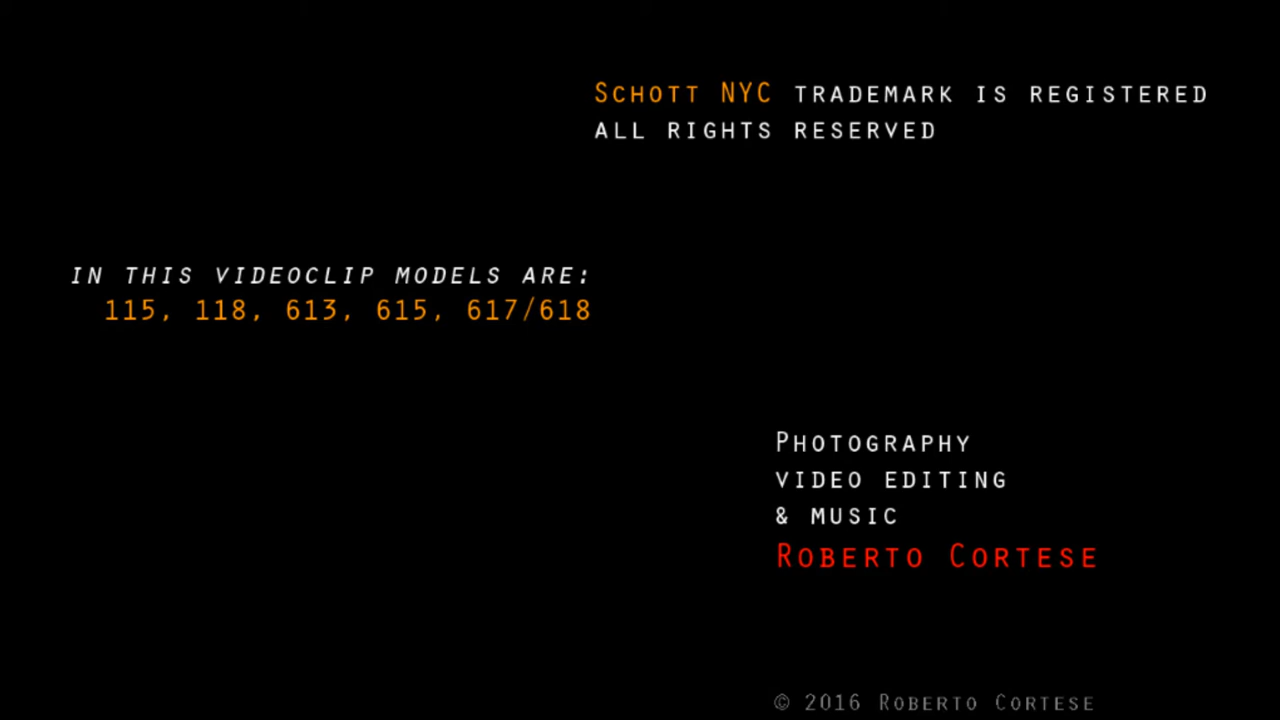 Schott NYC trademark is registered
all rights reserved
in this videoclip models are:
115, 118, 613, 615, 617/618
Photography
video editing
& music
Roberto Cortese
© 2016 Roberto Cortese